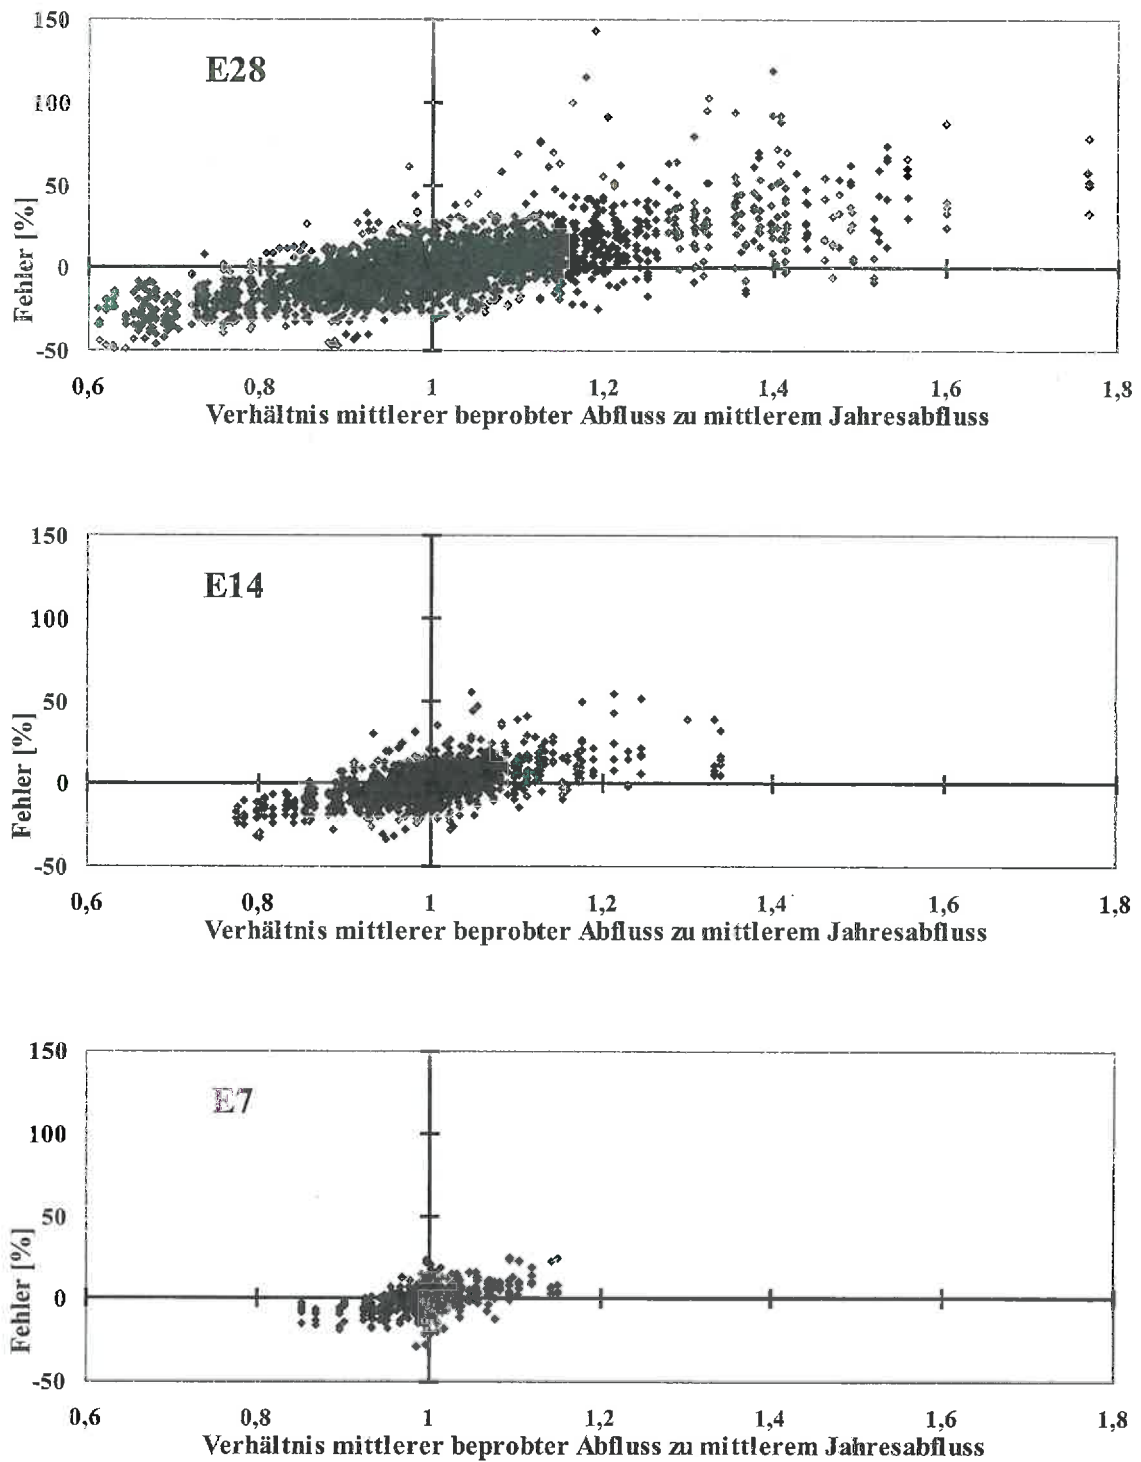 150
E28
100
50
0
-50
Fehler [%]
0,6 0,8 1 1,2 1,4 1,6 1,8
Verhältnis mittlerer beprobter Abfluss zu mittlerem Jahresabfluss
150
E14
100
50
0
-50
Fehler [%]
0,6 0,8 1 1,2 1,4 1,6 1,8
Verhältnis mittlerer beprobter Abfluss zu mittlerem Jahresabfluss
150
E7
100
50
0
-50
Fehler [%]
0,6 0,8 1 1,2 1,4 1,6 1,8
Verhältnis mittlerer beprobter Abfluss zu mittlerem Jahresabfluss